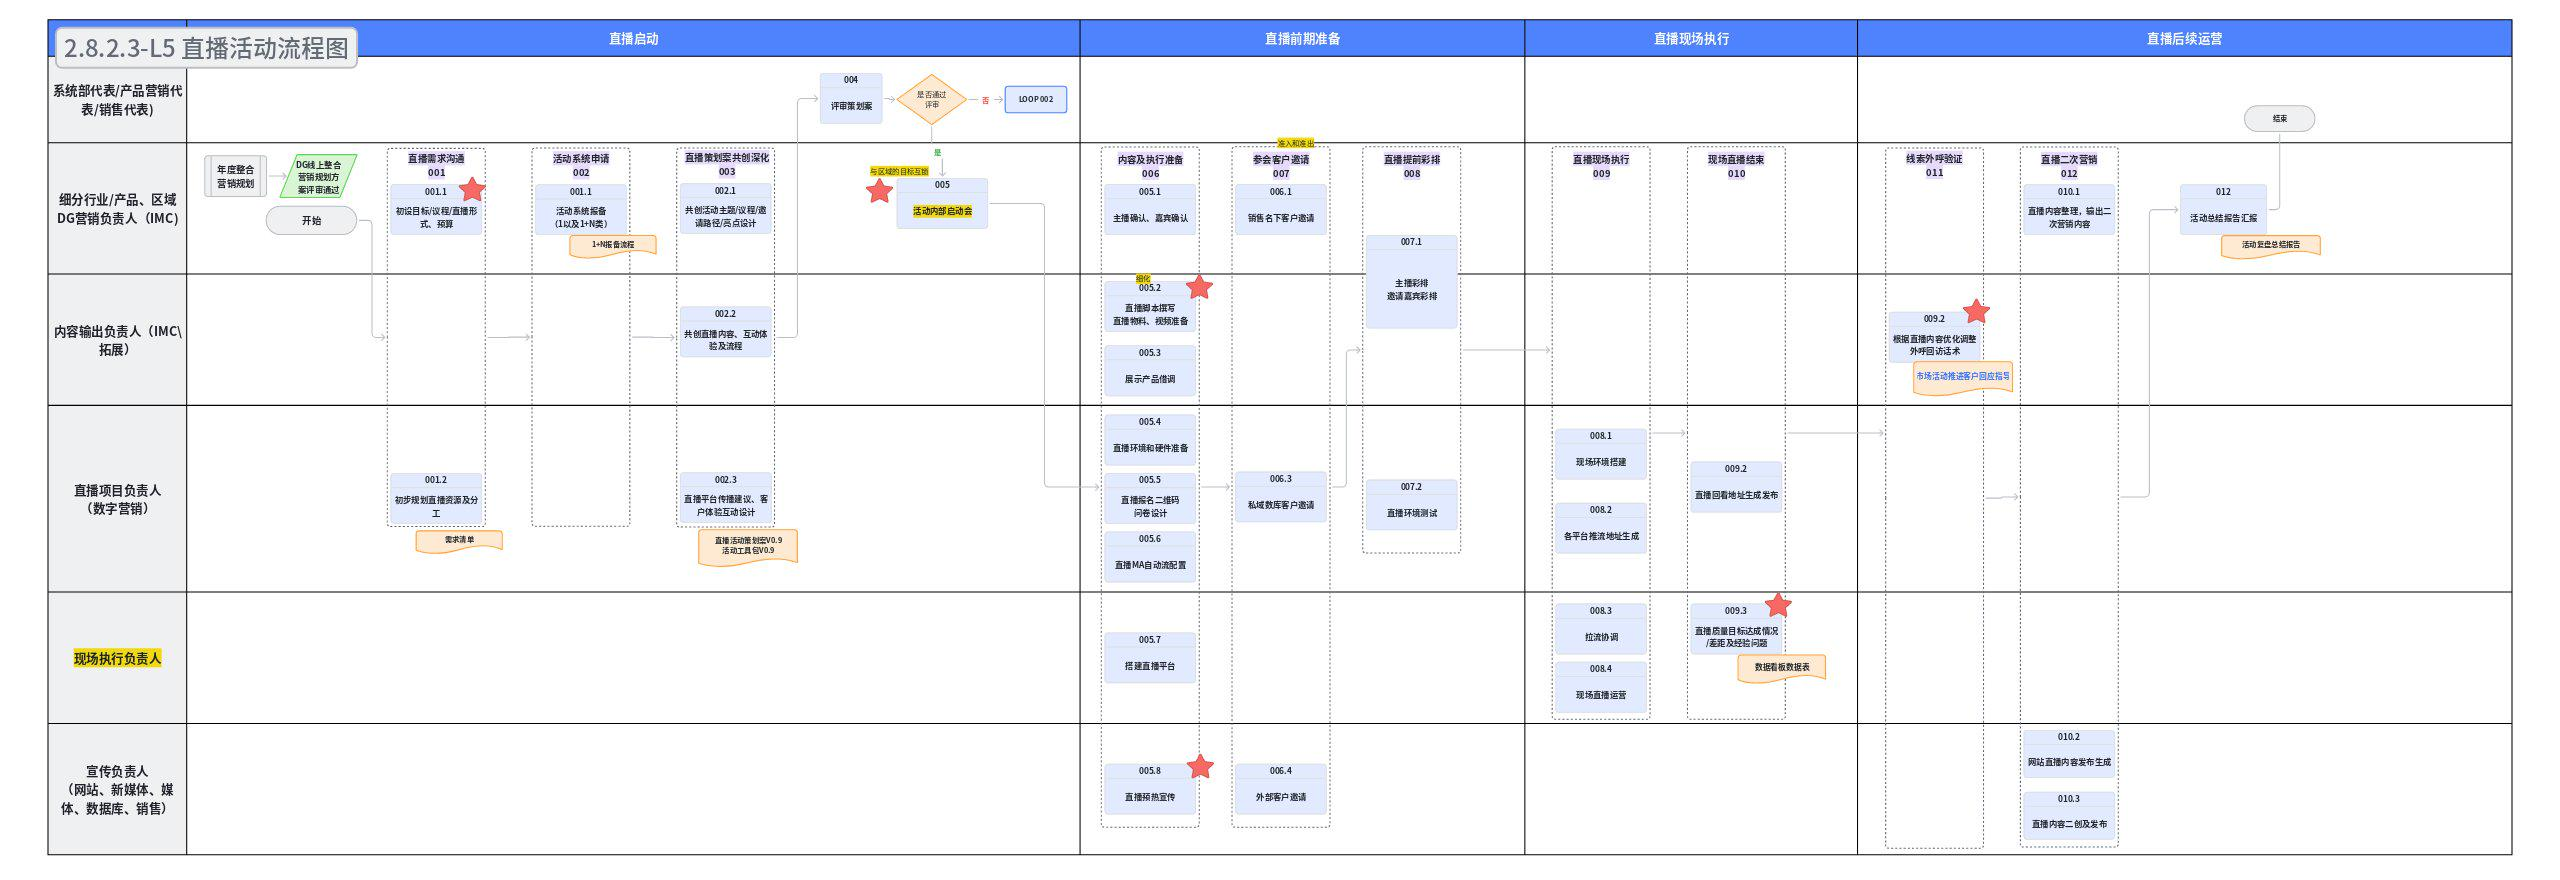 2.8.2.3-L5 直播活动流程图
直播启动
直播前期准备
直播现场执行
直播后续运营
系统部代表/产品营销代
表/销售代表)
004
评审策划案
是否通过
评审
否
LOOP 002
是
结束
细分行业/产品、区域
DG营销负责人（IMC)
年度整合
营销规划
DG线上整合
营销规划方
案评审通过
开始
直播需求沟通
001
001.1
初设目标/议程/直播形
式、预算
活动系统申请
002
001.1
活动系统报备
（1以及1+N类）
1+N报备流程
直播策划案共创深化
003
002.1
共创活动主题/议程/邀
请路径/亮点设计
与区域的目标互锁
005
活动内部启动会
内容及执行准备
006
005.1
主播确认、嘉宾确认
准入和准出
参会客户邀请
007
006.1
销售名下客户邀请
直播提前彩排
008
007.1
主播彩排
邀请嘉宾彩排
直播现场执行
009
现场直播结束
010
线索外呼验证
011
直播二次营销
012
010.1
直播内容整理，输出二
次营销内容
012
活动总结报告汇报
活动复盘总结报告
内容输出负责人（IMC\
拓展）
002.2
共创直播内容、互动体
验及流程
细化
005.2
直播脚本撰写
直播物料、视频准备
005.3
展示产品借调
009.2
根据直播内容优化调整
外呼回访话术
市场活动推进客户回应指导
直播项目负责人
（数字营销）
001.2
初步规划直播资源及分
工
需求清单
002.3
直播平台传播建议、客
户体验互动设计
直播活动策划案V0.9
活动工具包V0.9
005.4
直播环境和硬件准备
005.5
直播报名二维码
问卷设计
005.6
直播MA自动流配置
006.3
私域数库客户邀请
007.2
直播环境测试
008.1
现场环境搭建
008.2
各平台推流地址生成
009.2
直播回看地址生成发布
现场执行负责人
005.7
搭建直播平台
008.3
拉流协调
008.4
现场直播运营
009.3
直播质量目标达成情况
/差距及经验问题
数据看板数据表
宣传负责人
（网站、新媒体、媒
体、数据库、销售）
005.8
直播预热宣传
006.4
外部客户邀请
010.2
网站直播内容发布生成
010.3
直播内容二创及发布